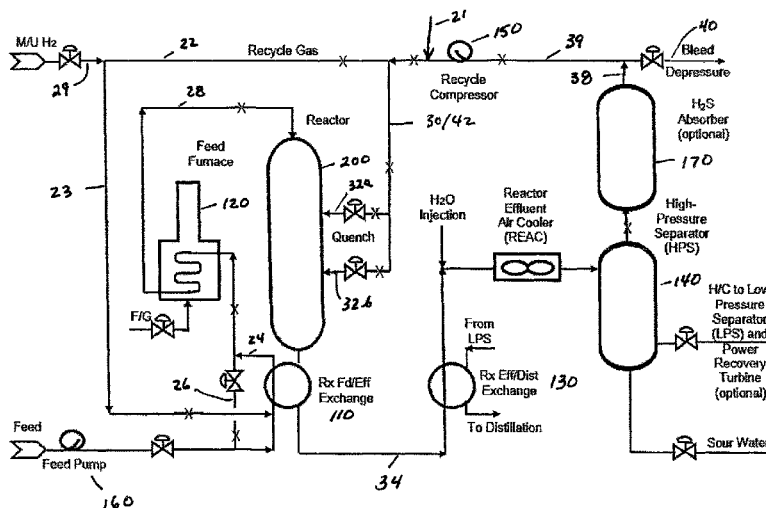 M/U H2
29
22
Recycle Gas
21
150
Recycle
Compressor
39
40
Bleed
Depressure
38
28
Reactor
30/42
H2S
Absorber
(optional)
170
Feed
Furnace
120
23
200
32a
Quench
32b
H2O
Injection
Reactor
Effluent
Air Cooler
(REAC)
High-
Pressure
Separator
(HPS)
140
H/C to Low
Pressure
Separator
(LPS) and
Power
Recovery
Turbine
(optional)
F/G
24
26
Rx Fd/Eff
Exchange
110
From
LPS
Rx Eff/Dist
Exchange 130
To Distillation
Feed
Feed Pump
160
34
Sour Water